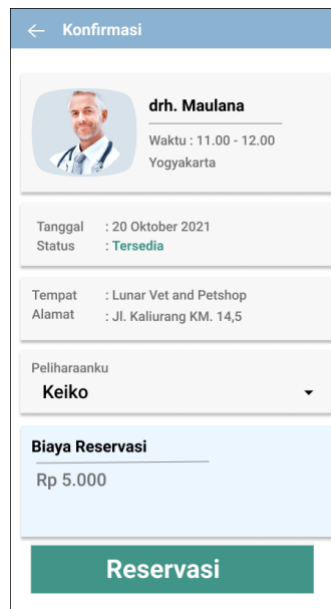 Konfirmasi
drh. Maulana
Waktu : 11.00 - 12.00
Yogyakarta
Tanggal : 20 Oktober 2021
Status : Tersedia
Tempat : Lunar Vet and Petshop
Alamat : Jl. Kaliurang KM. 14,5
Peliharaanku
Keiko
Biaya Reservasi
Rp 5.000
Reservasi